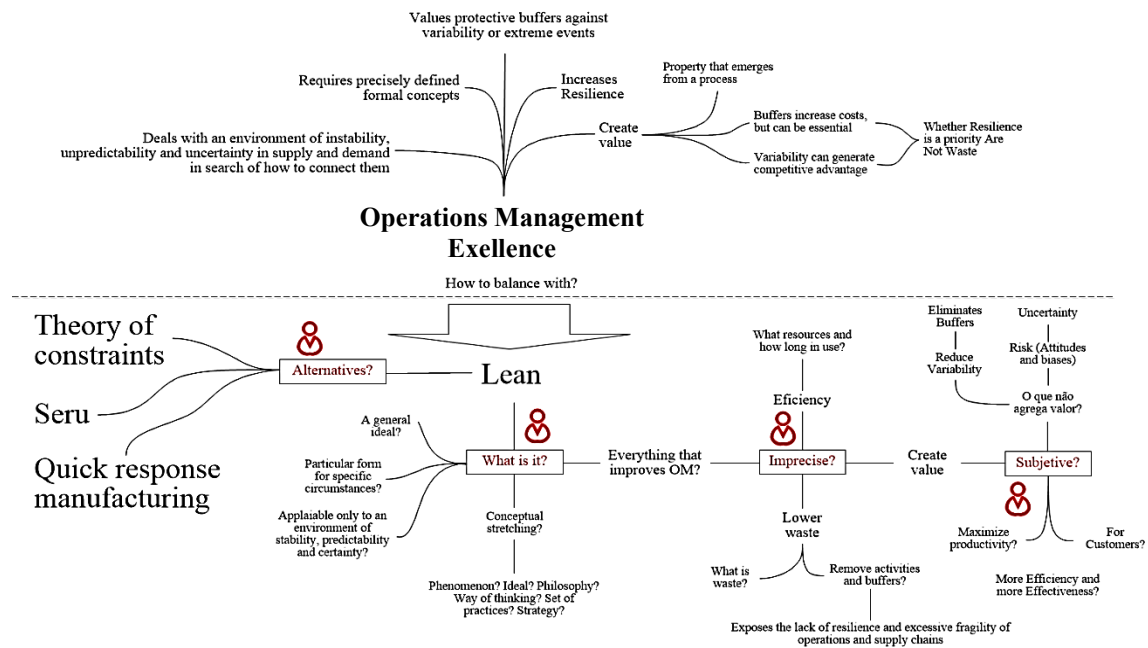 Values protective buffers against
variability or extreme events
Requires precisely defined
formal concepts
Increases
Resilience
Property that emerges
from a process
Deals with an environment of instability,
unpredictability and uncertainty in supply and demand
in search of how to connect them
Create
value
Buffers increase costs,
but can be essential
Variability can generate
competitive advantage
Whether Resilience
is a priority Are
Not Waste
Operations Management
Exellence
How to balance with?
Theory of
constraints
Seru
Quick response
manufacturing
Alternatives?
Lean
A general
ideal?
Particular form
for specific
circumstances?
Applaiable only to an
environment of
stability, predictability
and certainty?
What is it?
Conceptual
stretching?
Phenomenon? Ideal? Philosophy?
Way of thinking? Set of
practices? Strategy?
Everything that
improves OM?
What resources and
how long in use?
Eficiency
Imprecise?
Lower
waste
What is
waste?
Remove activities
and buffers?
Exposes the lack of resilience and excessive fragility of
operations and supply chains
Create
value
Eliminates
Buffers
Reduce
Variability
Uncertainty
Risk (Attitudes
and biases)
O que não
agrega valor?
Subjetive?
Maximize
productivity?
For
Customers?
More Efficiency and
more Effectiveness?